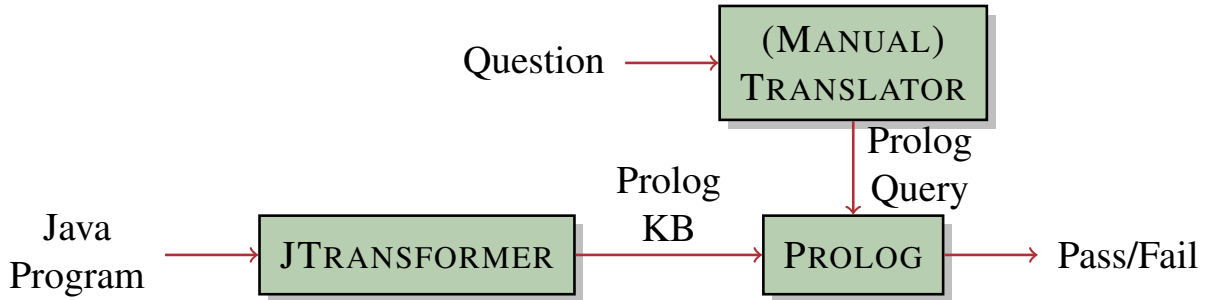 (MANUAL)
Question
TRANSLATOR
Prolog
Query
Prolog
KB
Java
Program
JTRANSFORMER
PROLOG
Pass/Fail